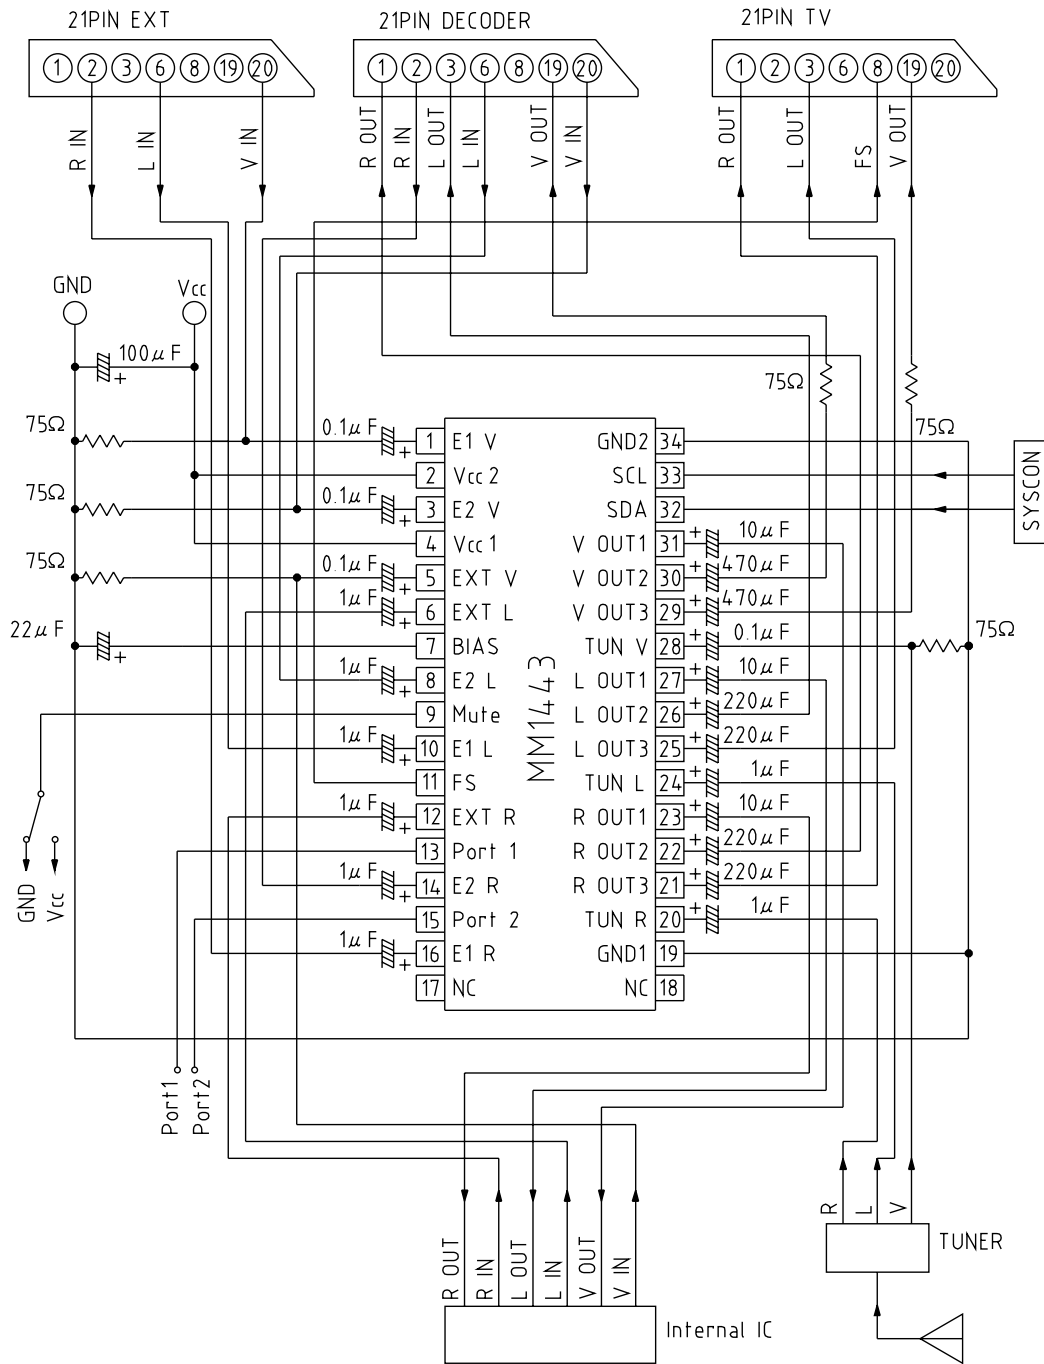 21PIN EXT
21PIN DECODER
21PIN TV
1 2 3 6 8 19 20
1 2 3 6 8 19 20
1 2 3 6 8 19 20
R IN
L IN
V IN
R OUT
R IN
L OUT
L IN
V OUT
V IN
R OUT
L OUT
FS
V OUT
GND
Vcc
100μF
+
75Ω
75Ω
75Ω
75Ω
22μF
+
75Ω
75Ω
0.1μF + 1 E1 V
2 Vcc2
0.1μF + 3 E2 V
4 Vcc1
0.1μF + 5 EXT V
1μF + 6 EXT L
7 BIAS
1μF + 8 E2 L
9 Mute
1μF + 10 E1 L
11 FS
1μF + 12 EXT R
13 Port 1
1μF + 14 E2 R
15 Port 2
1μF + 16 E1 R
17 NC
MM1443
GND2 34
SCL 33
SDA 32
V OUT1 31 + 10μF
V OUT2 30 + 470μF
V OUT3 29 + 470μF
TUN V 28 + 0.1μF
L OUT1 27 + 10μF
L OUT2 26 + 220μF
L OUT3 25 + 220μF
TUN L 24 + 1μF
R OUT1 23 + 10μF
R OUT2 22 + 220μF
R OUT3 21 + 220μF
TUN R 20 + 1μF
GND1 19
NC 18
SYSCON
GND
Vcc
Port1
Port2
R OUT
R IN
L OUT
L IN
V OUT
V IN
Internal IC
R
L
V
TUNER